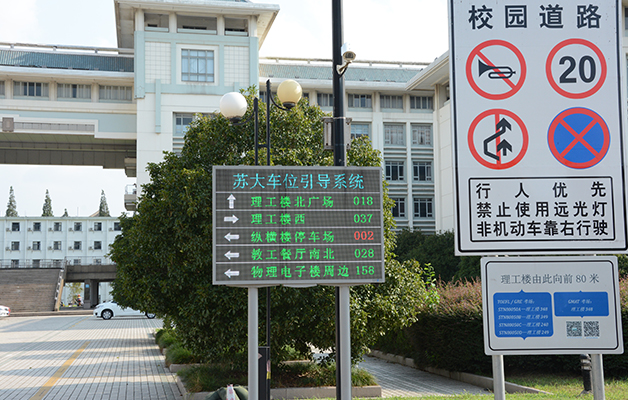 校园道路
20
行人优先
禁止使用远光灯
非机动车靠右行驶
苏大车位引导系统
理工楼北广场 018
理工楼西 037
纵横楼停车场 002
教工餐厅南北 028
物理电子楼周边 158
理工楼由此向前80米